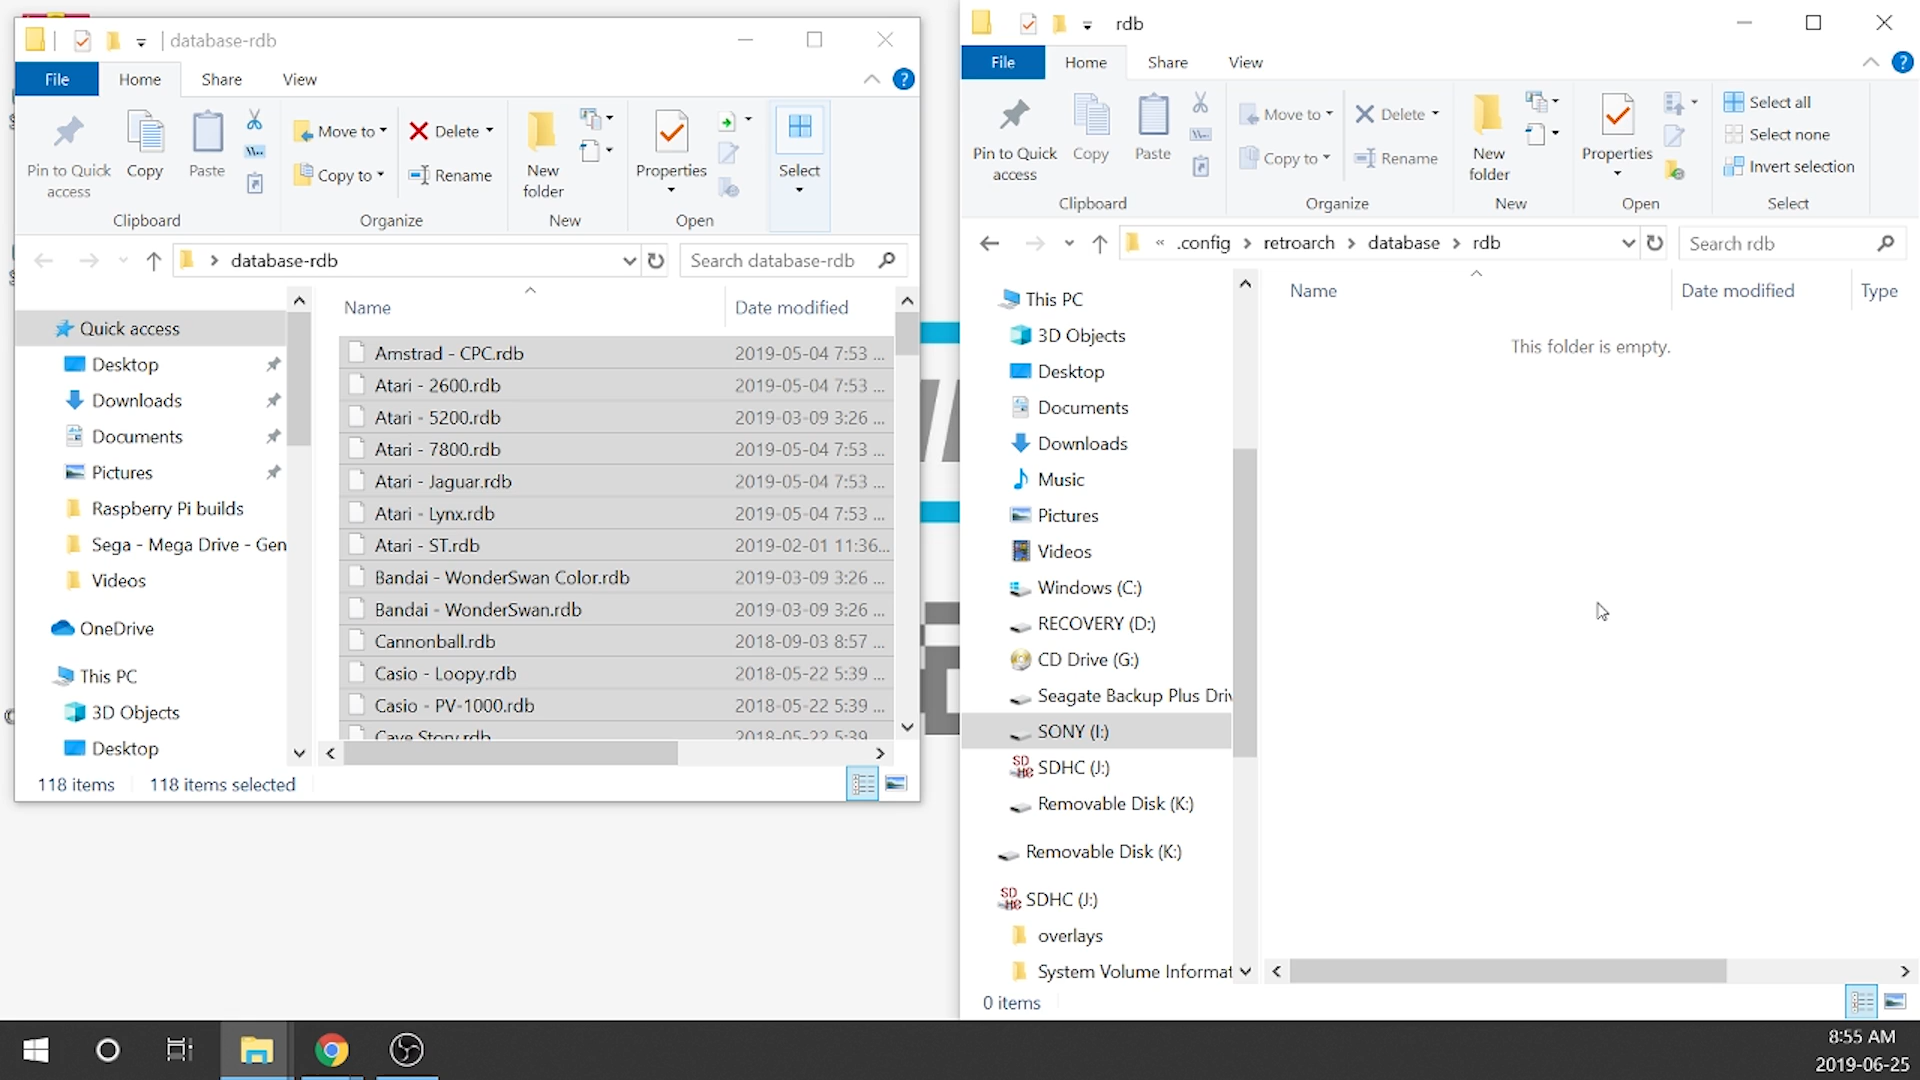 database-rdb
File
Home
Share
View
Pin to Quick access
Copy
Paste
Clipboard
Move to
Copy to
Delete
Rename
Organize
New folder
New
Properties
Open
Select
database-rdb
Search database-rdb
Quick access
Desktop
Downloads
Documents
Pictures
Raspberry Pi builds
Sega - Mega Drive - Gen
Videos
OneDrive
This PC
3D Objects
Desktop
Name
Date modified
Amstrad - CPC.rdb 2019-05-04 7:53 ...
Atari - 2600.rdb 2019-05-04 7:53 ...
Atari - 5200.rdb 2019-03-09 3:26 ...
Atari - 7800.rdb 2019-05-04 7:53 ...
Atari - Jaguar.rdb 2019-05-04 7:53 ...
Atari - Lynx.rdb 2019-05-04 7:53 ...
Atari - ST.rdb 2019-02-01 11:36...
Bandai - WonderSwan Color.rdb 2019-03-09 3:26 ...
Bandai - WonderSwan.rdb 2019-03-09 3:26 ...
Cannonball.rdb 2018-09-03 8:57 ...
Casio - Loopy.rdb 2018-05-22 5:39 ...
Casio - PV-1000.rdb 2018-05-22 5:39 ...
Cave Story.rdb 2018-05-22 5:39
118 items 118 items selected
rdb
File
Home
Share
View
Pin to Quick access
Copy
Paste
Clipboard
Move to
Copy to
Delete
Rename
Organize
New folder
New
Properties
Open
Select all
Select none
Invert selection
Select
« .config > retroarch > database > rdb
Search rdb
This PC
3D Objects
Desktop
Documents
Downloads
Music
Pictures
Videos
Windows (C:)
RECOVERY (D:)
CD Drive (G:)
Seagate Backup Plus Driv
SONY (I:)
SDHC (J:)
Removable Disk (K:)
Removable Disk (K:)
SDHC (J:)
overlays
System Volume Informat
Name
Date modified
Type
This folder is empty.
0 items
8:55 AM
2019-06-25